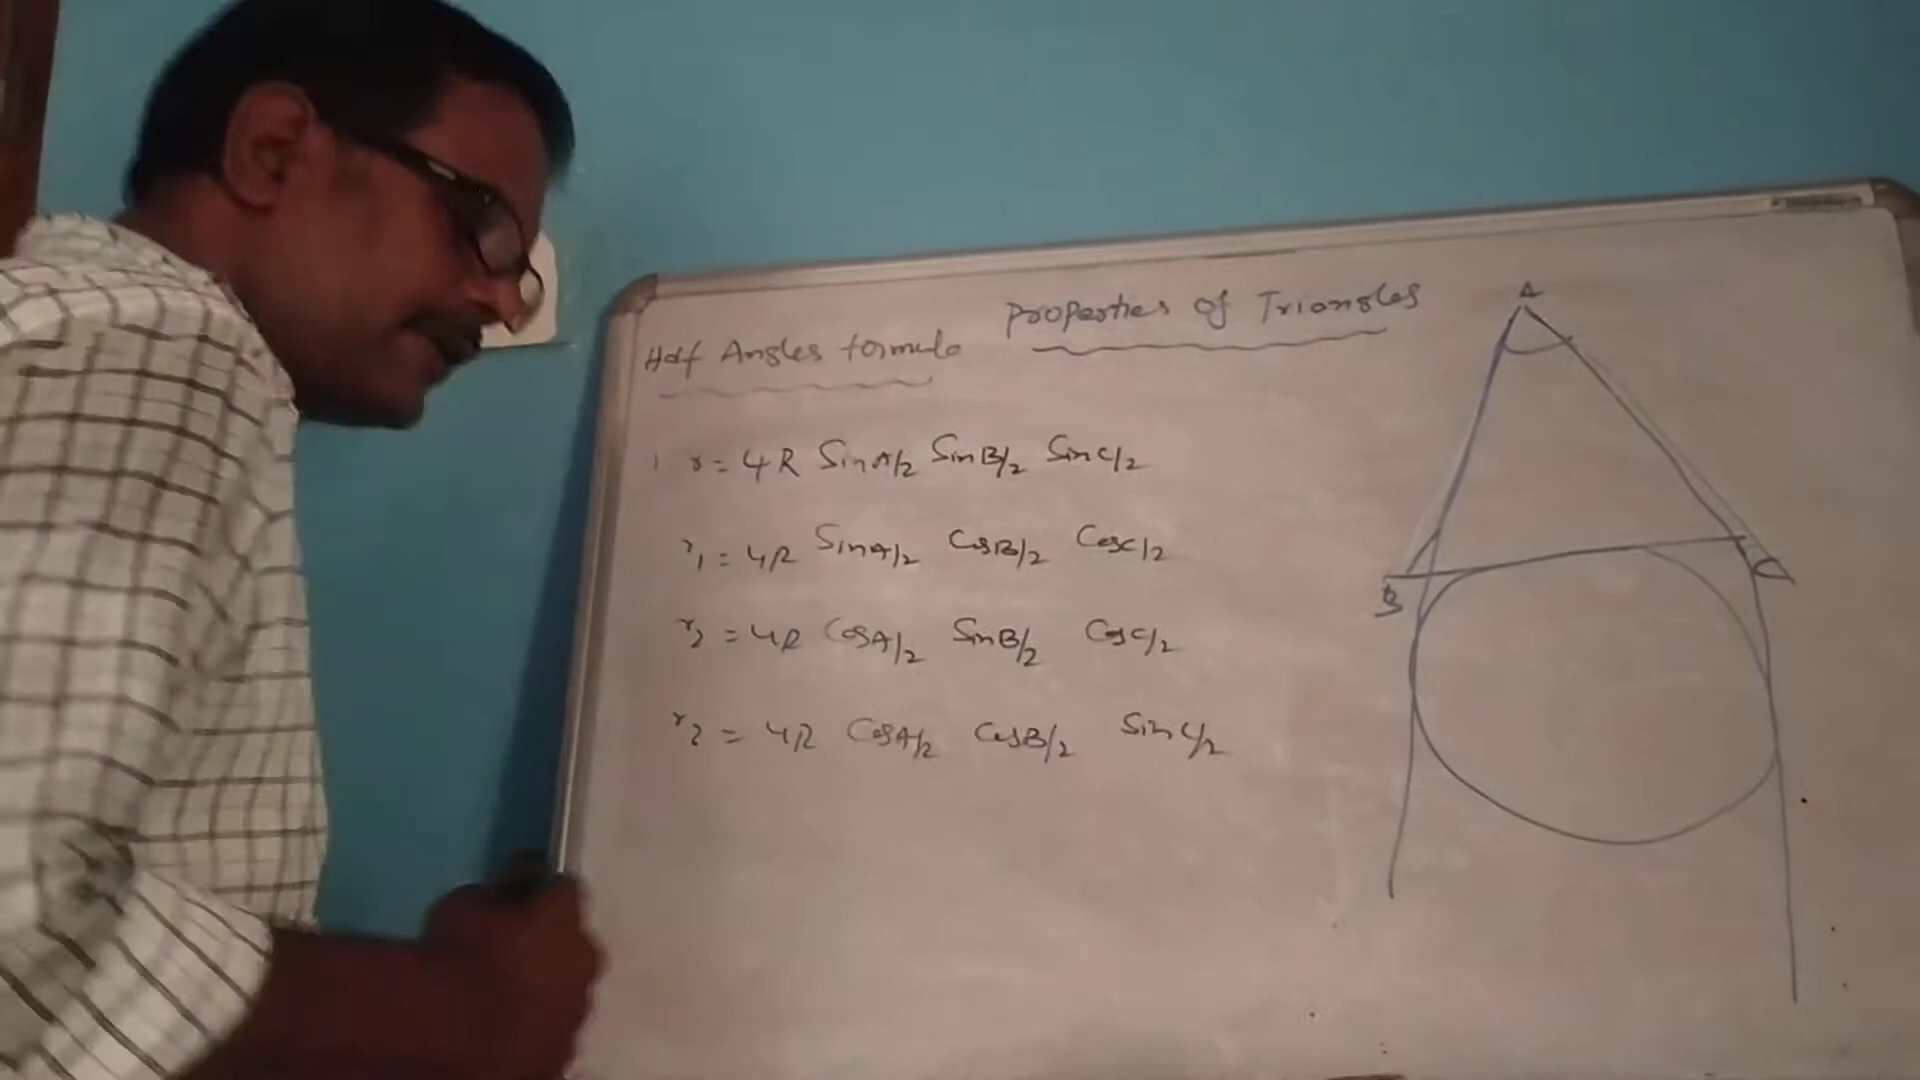 Properties of Triangles
Half Angles formula
1 r = 4R SinA/2 SinB/2 SinC/2
r1 = 4R SinA/2 CosB/2 CosC/2
r2 = 4R CosA/2 SinB/2 CosC/2
r3 = 4R CosA/2 CosB/2 SinC/2
A
B
C